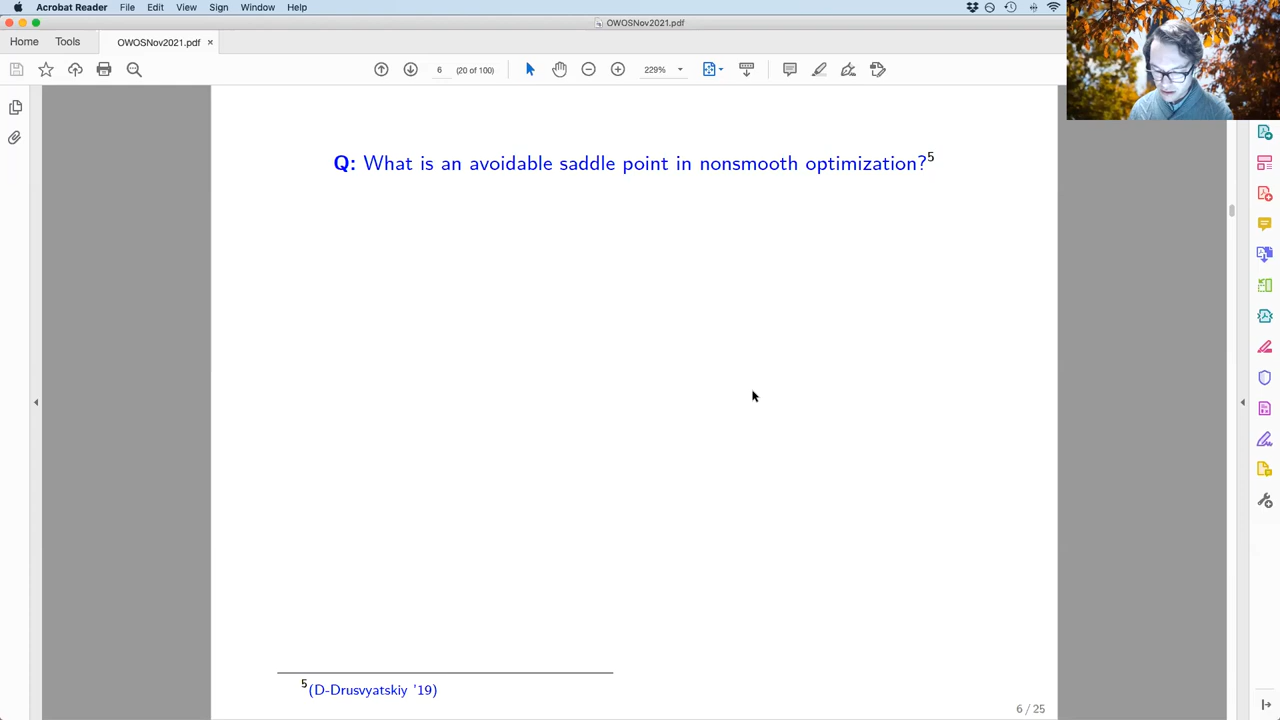 Acrobat Reader File Edit View Window Sign Help
OWOSNov2021.pdf
Home Tools OWOSNov2021.pdf ×
6 (20 of 100) 229%
Q: What is an avoidable saddle point in nonsmooth optimization?⁵
⁵(D-Drusvyatskiy '19)
6 / 25